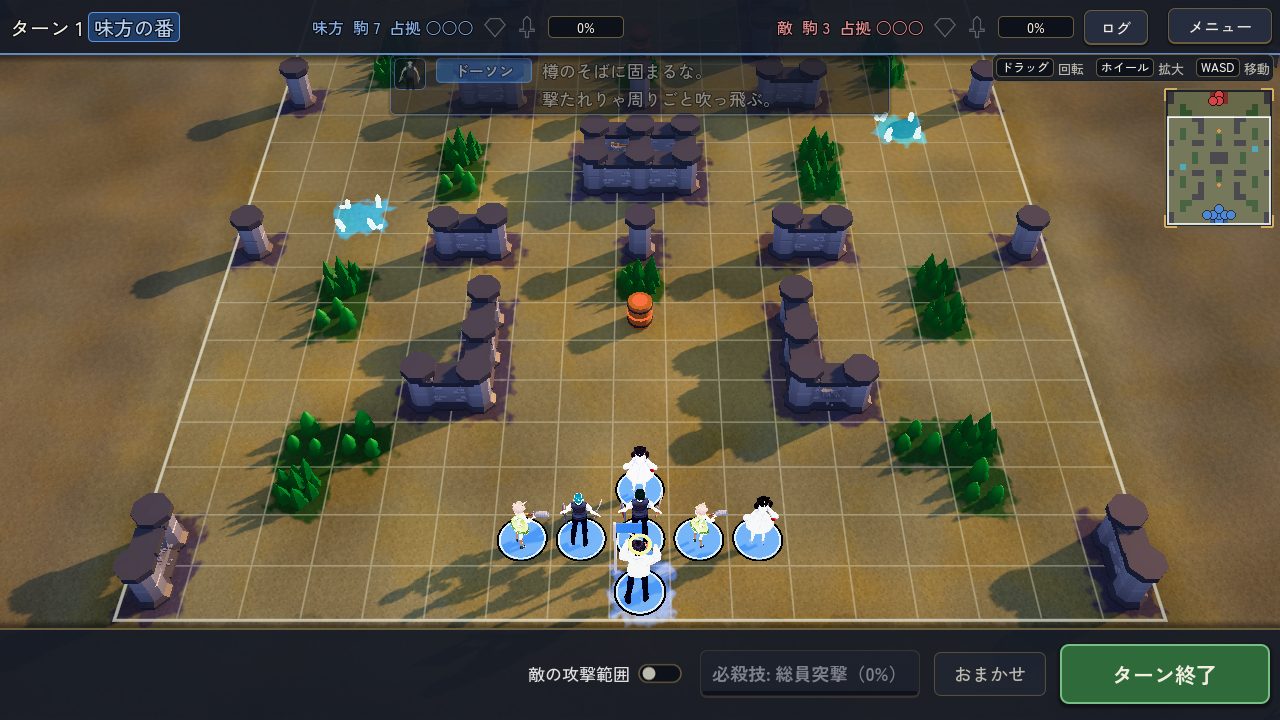 ターン 1 味方の番
味方 駒 7 占拠 〇〇〇 0%
敵 駒 3 占拠 〇〇〇 0%
ログ
メニュー
ドラッグ 回転 ホイール 拡大 WASD 移動
ドーソン
樽のそばに固まるな。
撃たれりゃ周りごと吹っ飛ぶ。
敵の攻撃範囲
必殺技: 総員突撃（0%）
おまかせ
ターン終了